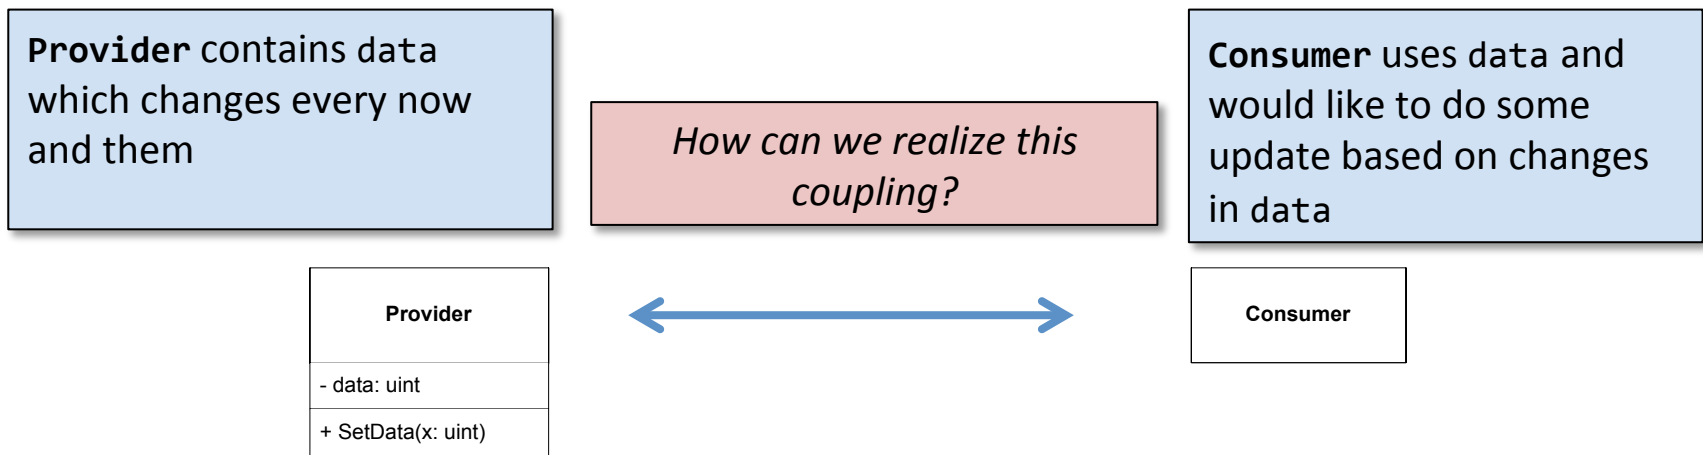 Provider contains data
which changes every now
and them
How can we realize this
coupling?
Consumer uses data and
would like to do some
update based on changes
in data
Provider
- data: uint
+ SetData(x: uint)
Consumer